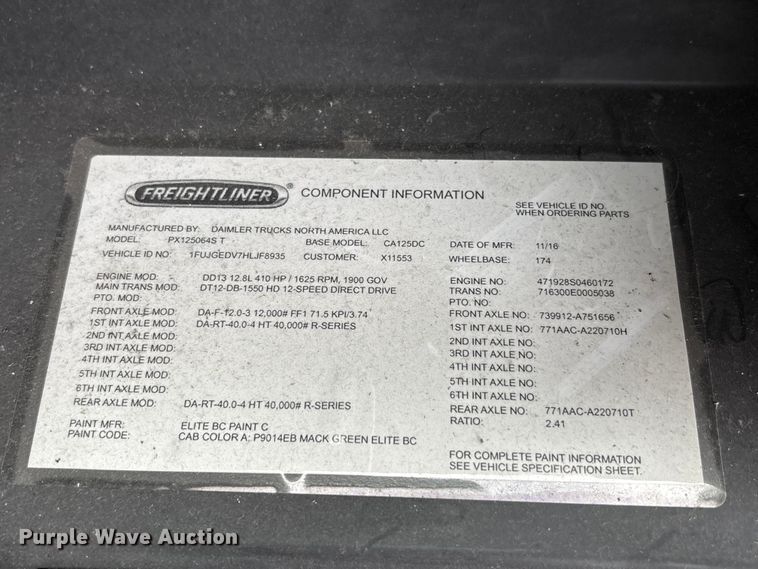 FREIGHTLINER® COMPONENT INFORMATION
SEE VEHICLE ID NO.
WHEN ORDERING PARTS
MANUFACTURED BY: DAIMLER TRUCKS NORTH AMERICA LLC
MODEL: PX125064S T BASE MODEL: CA125DC DATE OF MFR: 11/16
VEHICLE ID NO: 1FUJGEDV7HLJF8935 CUSTOMER: X11553 WHEELBASE: 174
ENGINE MOD: DD13 12.8L 410 HP / 1625 RPM, 1900 GOV ENGINE NO: 471928S0460172
MAIN TRANS MOD: DT12-DB-1550 HD 12-SPEED DIRECT DRIVE TRANS NO: 716300E0005038
PTO. MOD: PTO. NO:
FRONT AXLE MOD: DA-F-12.0-3 12,000# FF1 71.5 KPI/3.74 FRONT AXLE NO: 739912-A751656
1ST INT AXLE MOD: DA-RT-40.0-4 HT 40,000# R-SERIES 1ST INT AXLE NO: 771AAC-A220710H
2ND INT AXLE MOD: 2ND INT AXLE NO:
3RD INT AXLE MOD: 3RD INT AXLE NO:
4TH INT AXLE MOD: 4TH INT AXLE NO:
5TH INT AXLE MOD: 5TH INT AXLE NO:
6TH INT AXLE MOD: 6TH INT AXLE NO:
REAR AXLE MOD: DA-RT-40.0-4 HT 40,000# R-SERIES REAR AXLE NO: 771AAC-A220710T
RATIO: 2.41
PAINT MFR: ELITE BC PAINT C
PAINT CODE: CAB COLOR A: P9014EB MACK GREEN ELITE BC
FOR COMPLETE PAINT INFORMATION
SEE VEHICLE SPECIFICATION SHEET.
Purple Wave Auction